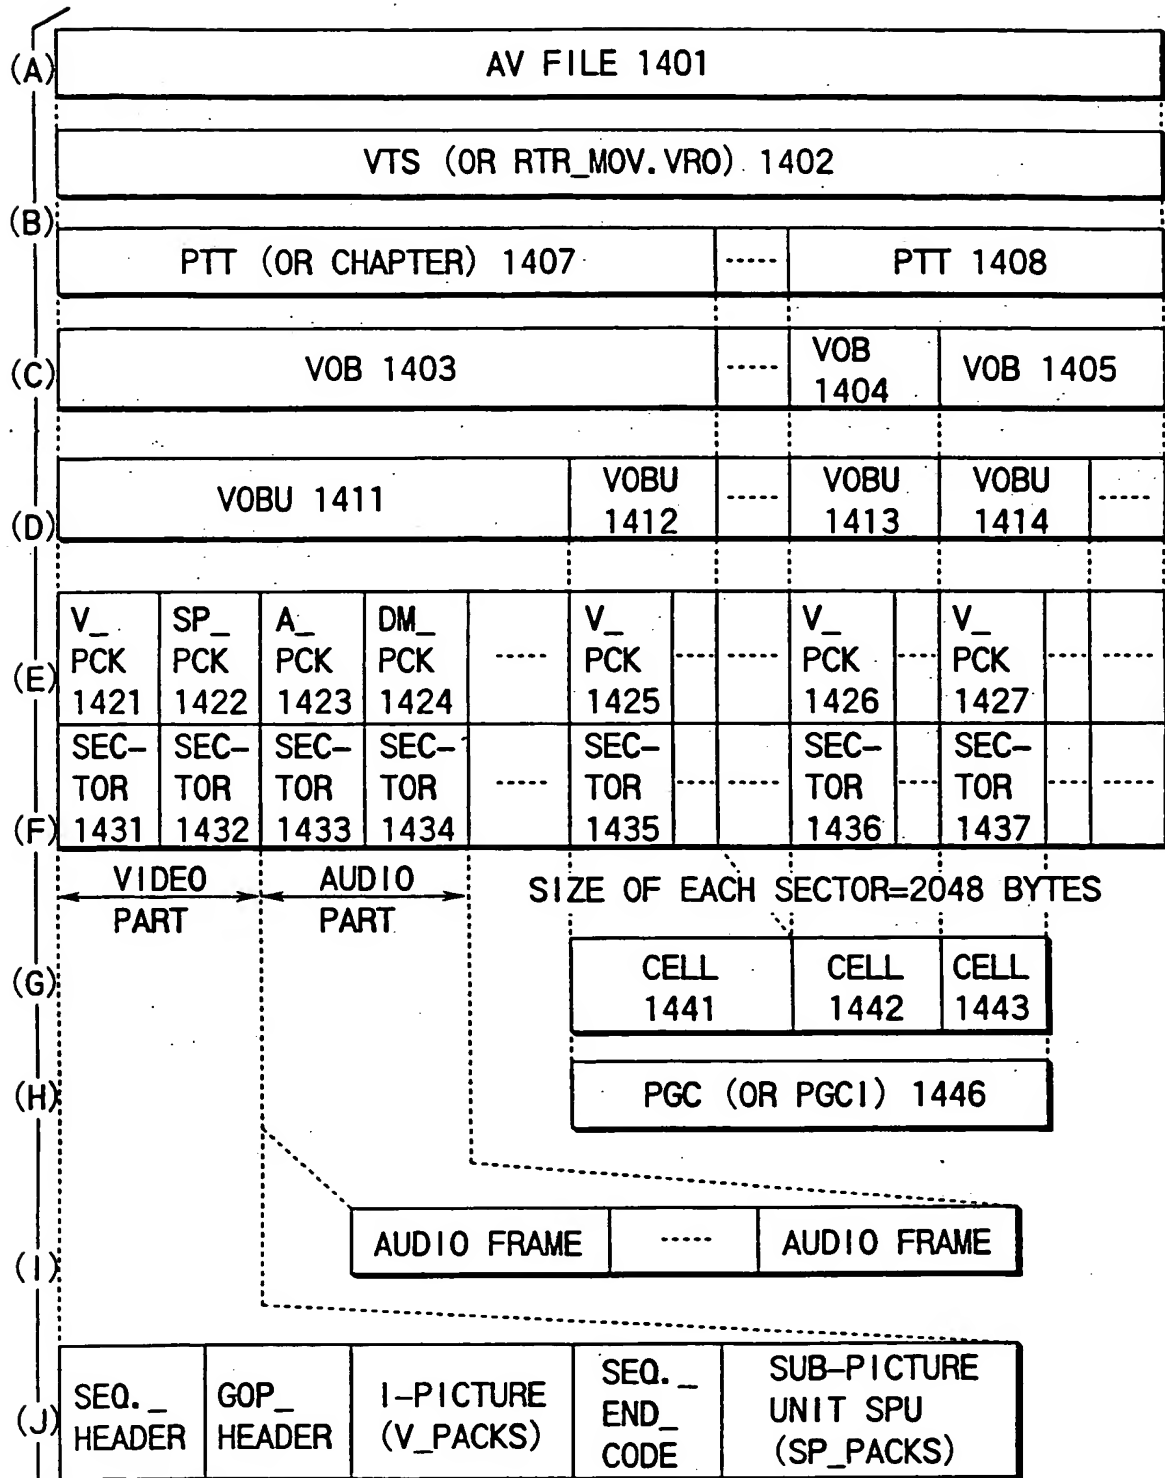 (A)
AV FILE 1401
VTS (OR RTR_MOV.VRO) 1402
(B)
PTT (OR CHAPTER) 1407 ----- PTT 1408
(C)
VOB 1403 ----- VOB 1404 VOB 1405
(D)
VOBU 1411 VOBU 1412 ----- VOBU 1413 VOBU 1414 -----
(E)
V_ SP_ A_ DM_ V_ V_ V_
PCK PCK PCK PCK ----- PCK ---- ----- PCK ---- PCK ---- -----
1421 1422 1423 1424 1425 1426 1427
SEC- SEC- SEC- SEC- SEC- SEC- SEC-
TOR TOR TOR TOR ----- TOR ---- ----- TOR ---- TOR ---- -----
(F) 1431 1432 1433 1434 1435 1436 1437
VIDEO AUDIO
PART PART
SIZE OF EACH SECTOR=2048 BYTES
(G)
CELL CELL CELL
1441 1442 1443
(H)
PGC (OR PGCI) 1446
AUDIO FRAME ----- AUDIO FRAME
(I)
(J)
SEQ._ HEADER
GOP_ HEADER
I-PICTURE (V_PACKS)
SEQ._ END_ CODE
SUB-PICTURE UNIT SPU (SP_PACKS)